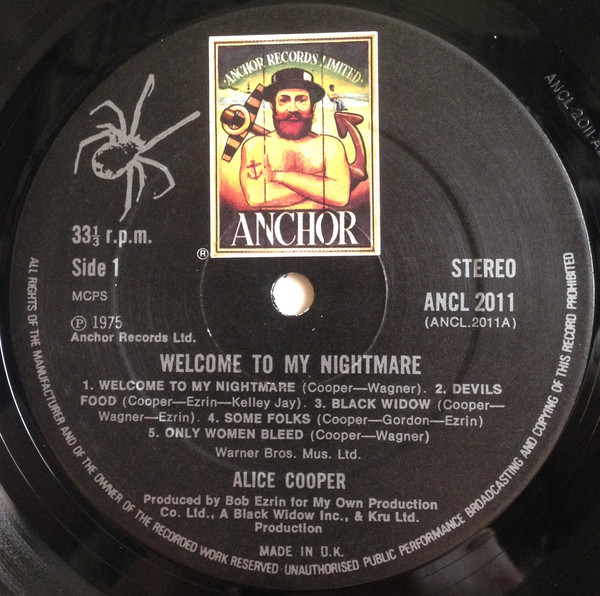 ANCHOR RECORDS LIMITED
ANCHOR
®
33⅓ r.p.m.
Side 1
MCPS
℗ 1975
Anchor Records Ltd.
STEREO
ANCL 2011
(ANCL.2011A)
WELCOME TO MY NIGHTMARE
1. WELCOME TO MY NIGHTMARE (Cooper—Wagner). 2. DEVILS
FOOD (Cooper—Ezrin—Kelley Jay). 3. BLACK WIDOW (Cooper—
Wagner—Ezrin). 4. SOME FOLKS (Cooper—Gordon—Ezrin)
5. ONLY WOMEN BLEED (Cooper—Wagner)
Warner Bros. Mus. Ltd.
ALICE COOPER
Produced by Bob Ezrin for My Own Production
Co. Ltd., A Black Widow Inc., & Kru Ltd.
Production
MADE IN U.K.
ALL RIGHTS OF THE MANUFACTURER AND OF THE OWNER OF THE RECORDED WORK RESERVED · UNAUTHORISED PUBLIC PERFORMANCE BROADCASTING AND COPYING OF THIS RECORD PROHIBITED